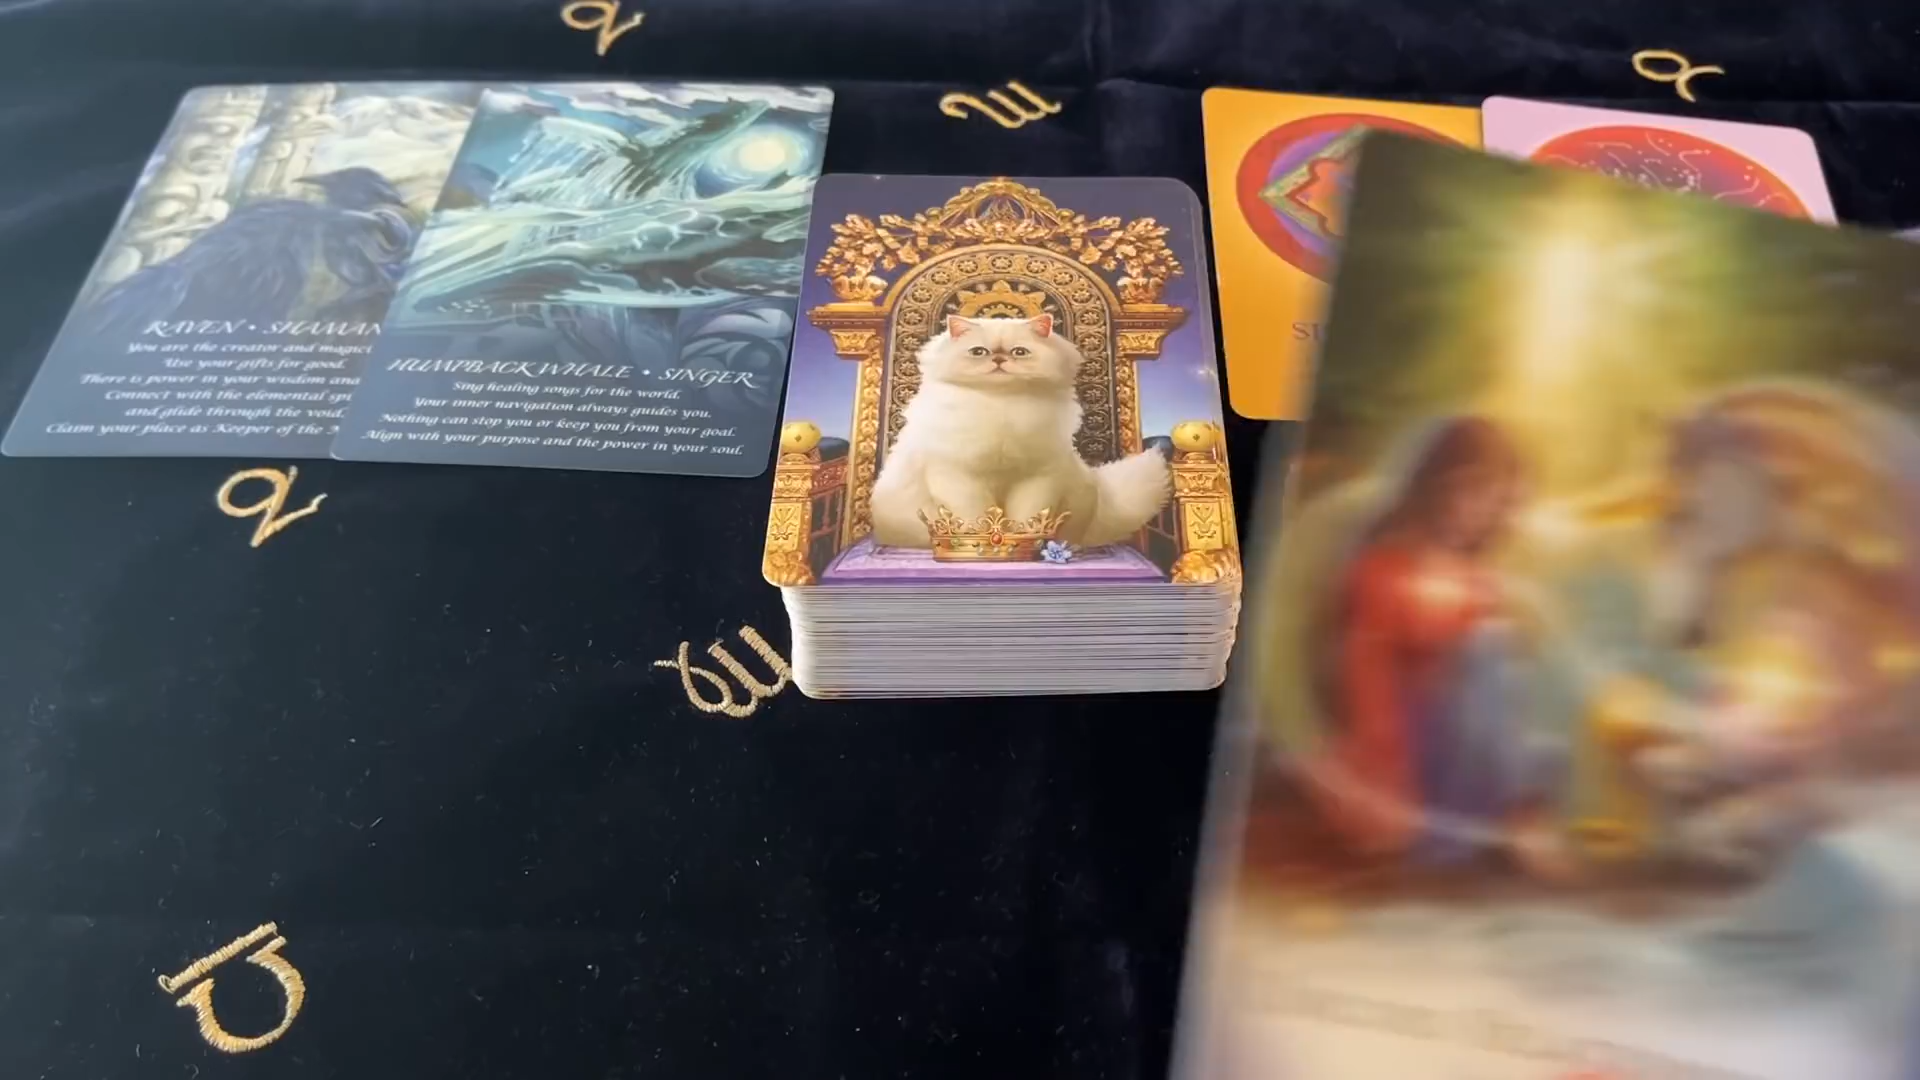 RAVEN • SHAMAN
You are the creator and magici
Use your gifts for good.
There is power in your wisdom and
Connect with the elemental spi
and glide through the void.
Claim your place as Keeper of the
HUMPBACK WHALE • SINGER
Sing healing songs for the world.
Your inner navigation always guides you.
Nothing can stop you or keep you from your goal.
Align with your purpose and the power in your soul.